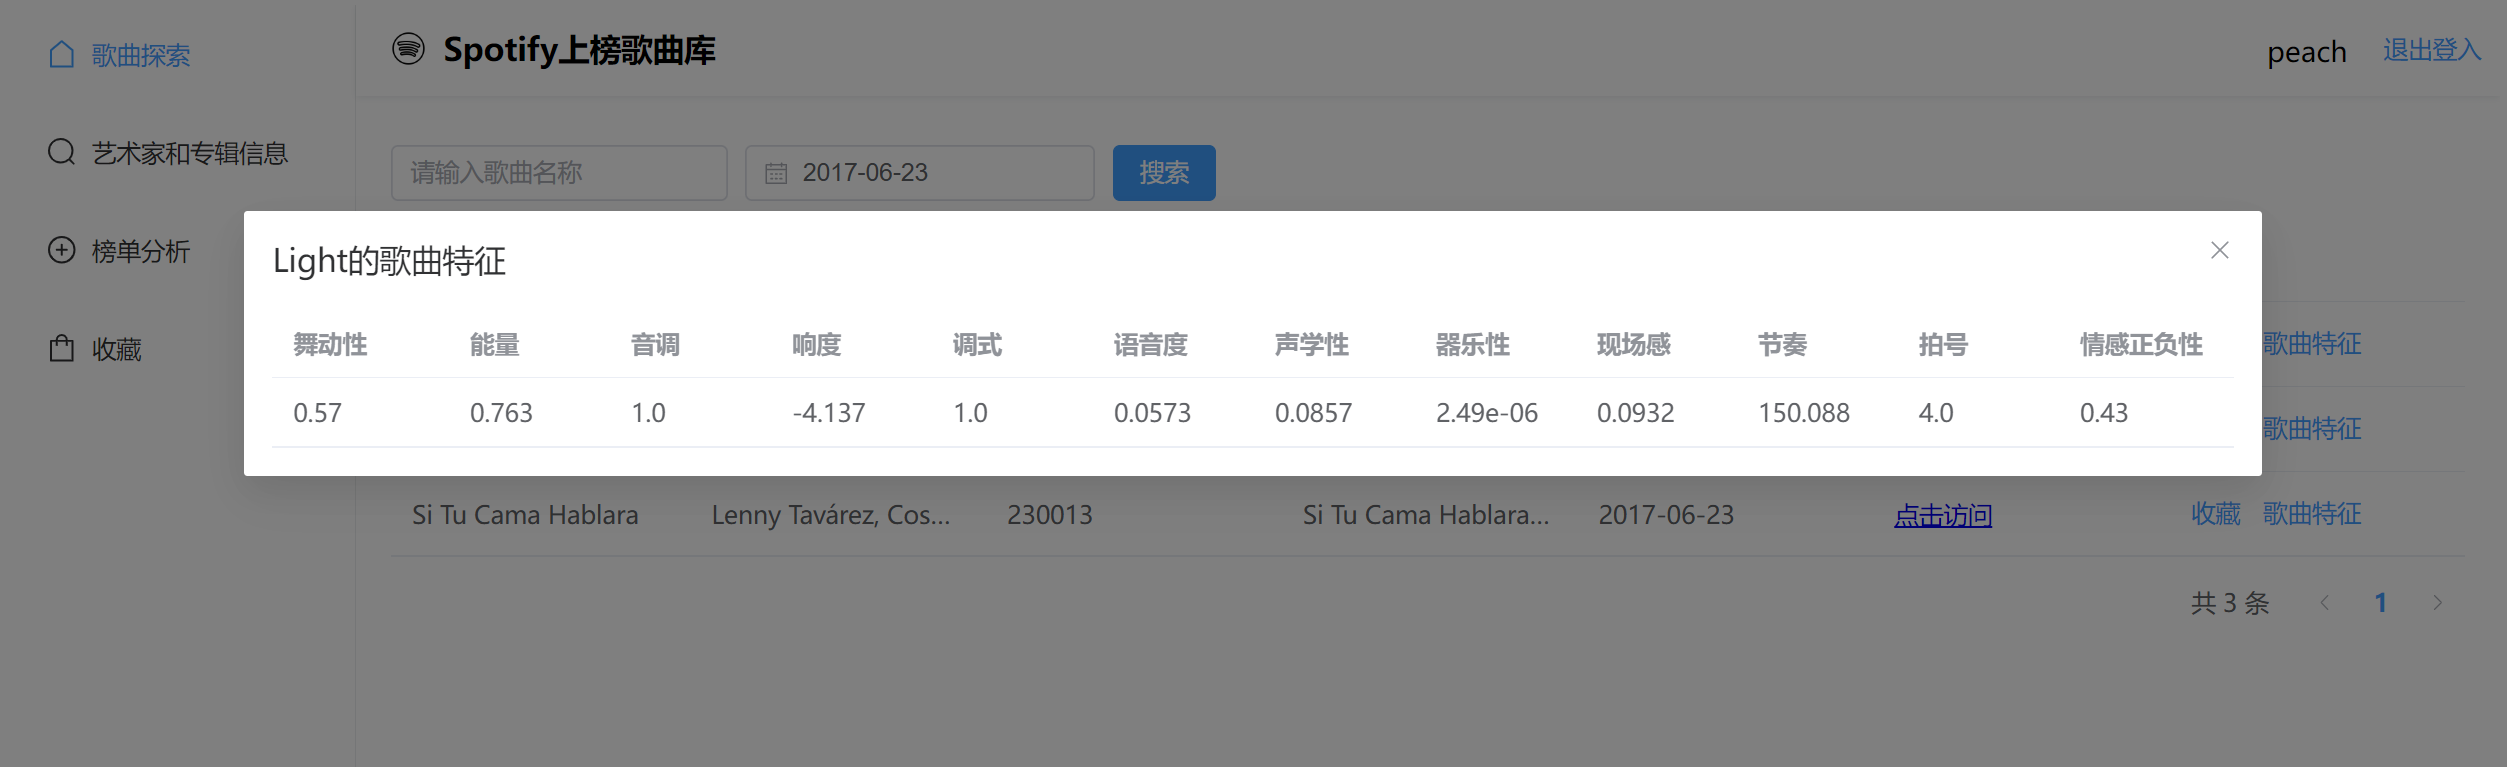 歌曲探索
艺术家和专辑信息
榜单分析
收藏
Spotify上榜歌曲库
peach 退出登入
请输入歌曲名称 2017-06-23 搜索
Light的歌曲特征
舞动性 能量 音调 响度 调式 语音度 声学性 器乐性 现场感 节奏 拍号 情感正负性
0.57 0.763 1.0 -4.137 1.0 0.0573 0.0857 2.49e-06 0.0932 150.088 4.0 0.43
歌曲特征
歌曲特征
Si Tu Cama Hablara Lenny Tavárez, Cos... 230013 Si Tu Cama Hablara... 2017-06-23 点击访问 收藏 歌曲特征
共 3 条 1